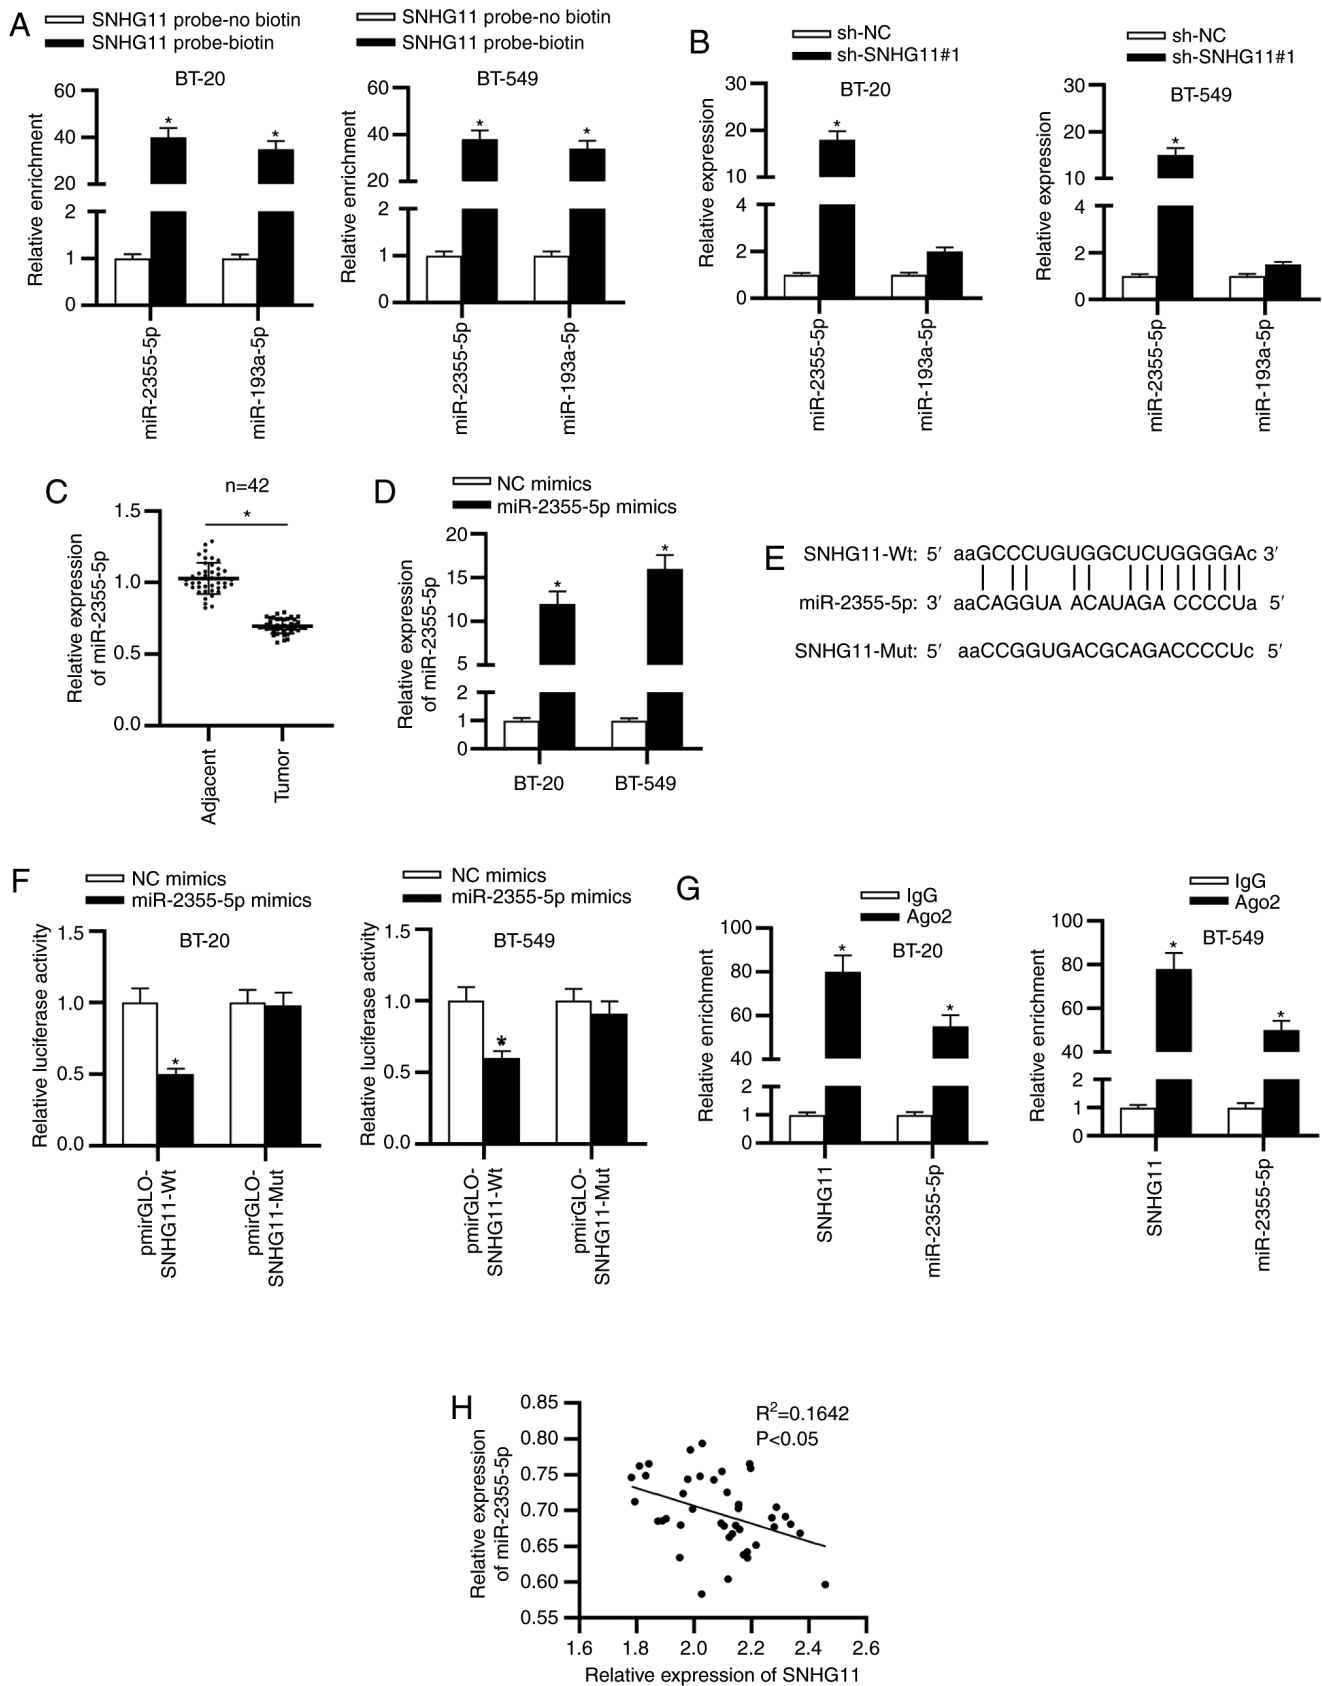 A
SNHG11 probe-no biotin
SNHG11 probe-biotin
BT-20
Relative enrichment
60
40
20
2
1
0
*
*
miR-2355-5p
miR-193a-5p
SNHG11 probe-no biotin
SNHG11 probe-biotin
BT-549
Relative enrichment
60
40
20
2
1
0
*
*
miR-2355-5p
miR-193a-5p
B
sh-NC
sh-SNHG11#1
BT-20
Relative expression
30
20
10
4
2
0
*
miR-2355-5p
miR-193a-5p
sh-NC
sh-SNHG11#1
BT-549
Relative expression
30
20
10
4
2
0
*
miR-2355-5p
miR-193a-5p
C
n=42
*
Relative expression
of miR-2355-5p
1.5
1.0
0.5
0.0
Adjacent
Tumor
D
NC mimics
miR-2355-5p mimics
Relative expression
of miR-2355-5p
20
15
10
5
2
1
0
*
*
BT-20
BT-549
E
SNHG11-Wt: 5′ aaGCCCUGUGGCUCUGGGGAc 3′
miR-2355-5p: 3′ aaCAGGUA ACAUAGA CCCCUa 5′
SNHG11-Mut: 5′ aaCCGGUGACGCAGACCCCUc 5′
F
NC mimics
miR-2355-5p mimics
BT-20
Relative luciferase activity
1.5
1.0
0.5
0.0
*
pmirGLO-
SNHG11-Wt
pmirGLO-
SNHG11-Mut
NC mimics
miR-2355-5p mimics
BT-549
Relative luciferase activity
1.5
1.0
0.5
0.0
*
pmirGLO-
SNHG11-Wt
pmirGLO-
SNHG11-Mut
G
IgG
Ago2
BT-20
Relative enrichment
100
80
60
40
2
1
0
*
*
SNHG11
miR-2355-5p
IgG
Ago2
BT-549
Relative enrichment
100
80
60
40
2
1
0
*
*
SNHG11
miR-2355-5p
H
R²=0.1642
P<0.05
Relative expression
of miR-2355-5p
0.85
0.80
0.75
0.70
0.65
0.60
0.55
1.6 1.8 2.0 2.2 2.4 2.6
Relative expression of SNHG11